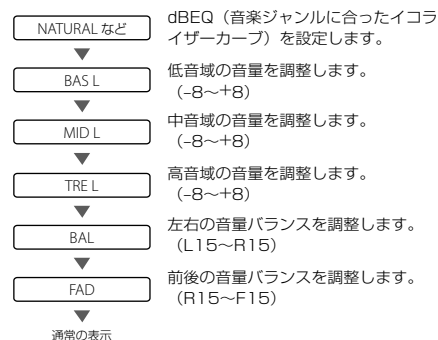 NATURAL など
dBEQ（音楽ジャンルに合ったイコラ
イザーカーブ）を設定します。
BAS L
低音域の音量を調整します。
（–8〜+8）
MID L
中音域の音量を調整します。
（–8〜+8）
TRE L
高音域の音量を調整します。
（–8〜+8）
BAL
左右の音量バランスを調整します。
（L15〜R15）
FAD
前後の音量バランスを調整します。
（R15〜F15）
通常の表示